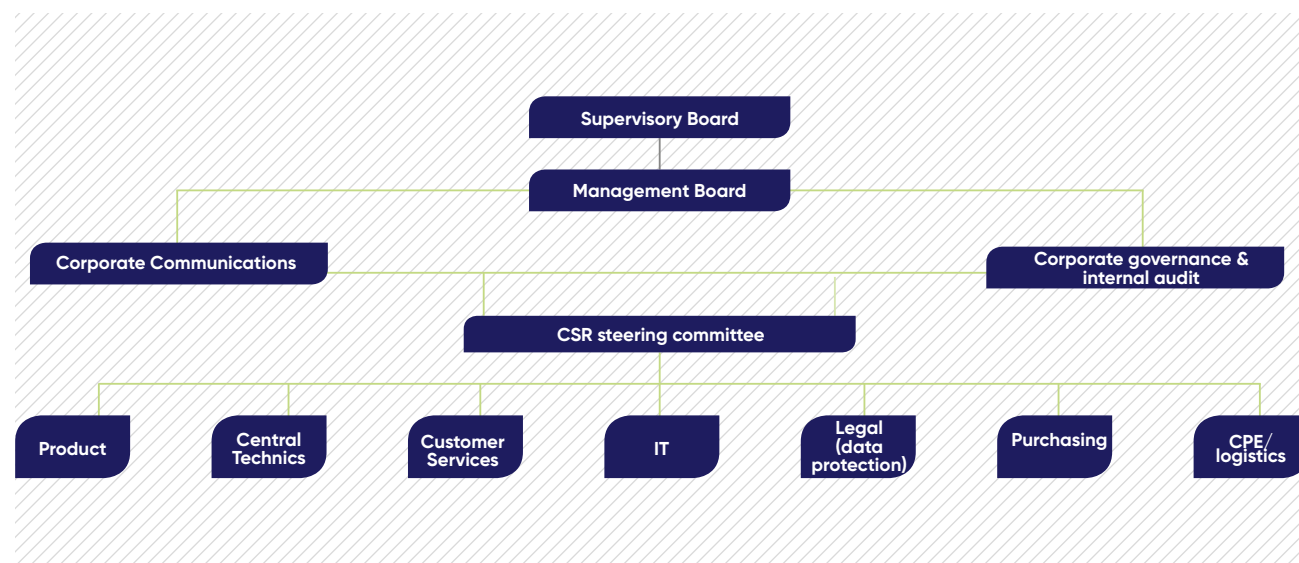 Supervisory Board
Management Board
Corporate Communications
Corporate governance &
internal audit
CSR steering committee
Product
Central
Technics
Customer
Services
IT
Legal
(data
protection)
Purchasing
CPE/
logistics